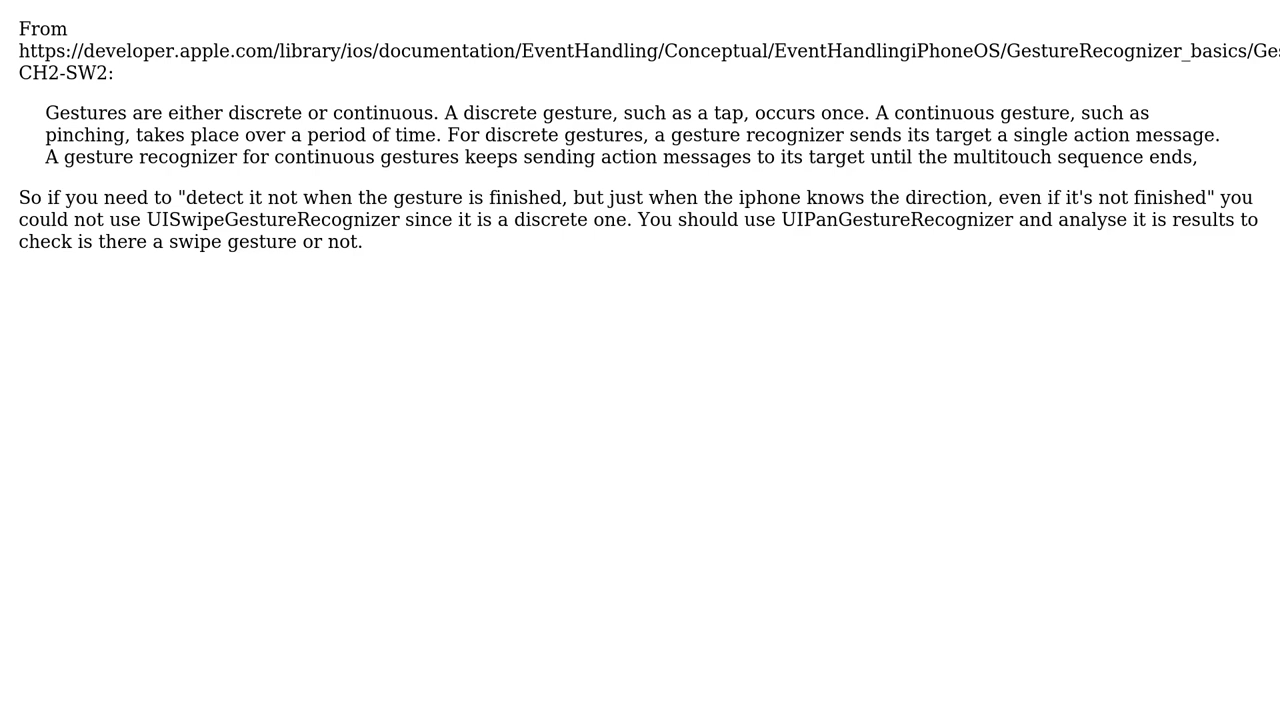 From
https://developer.apple.com/library/ios/documentation/EventHandling/Conceptual/EventHandlingiPhoneOS/GestureRecognizer_basics/Ges
CH2-SW2:
Gestures are either discrete or continuous. A discrete gesture, such as a tap, occurs once. A continuous gesture, such as
pinching, takes place over a period of time. For discrete gestures, a gesture recognizer sends its target a single action message.
A gesture recognizer for continuous gestures keeps sending action messages to its target until the multitouch sequence ends,
So if you need to "detect it not when the gesture is finished, but just when the iphone knows the direction, even if it's not finished" you
could not use UISwipeGestureRecognizer since it is a discrete one. You should use UIPanGestureRecognizer and analyse it is results to
check is there a swipe gesture or not.